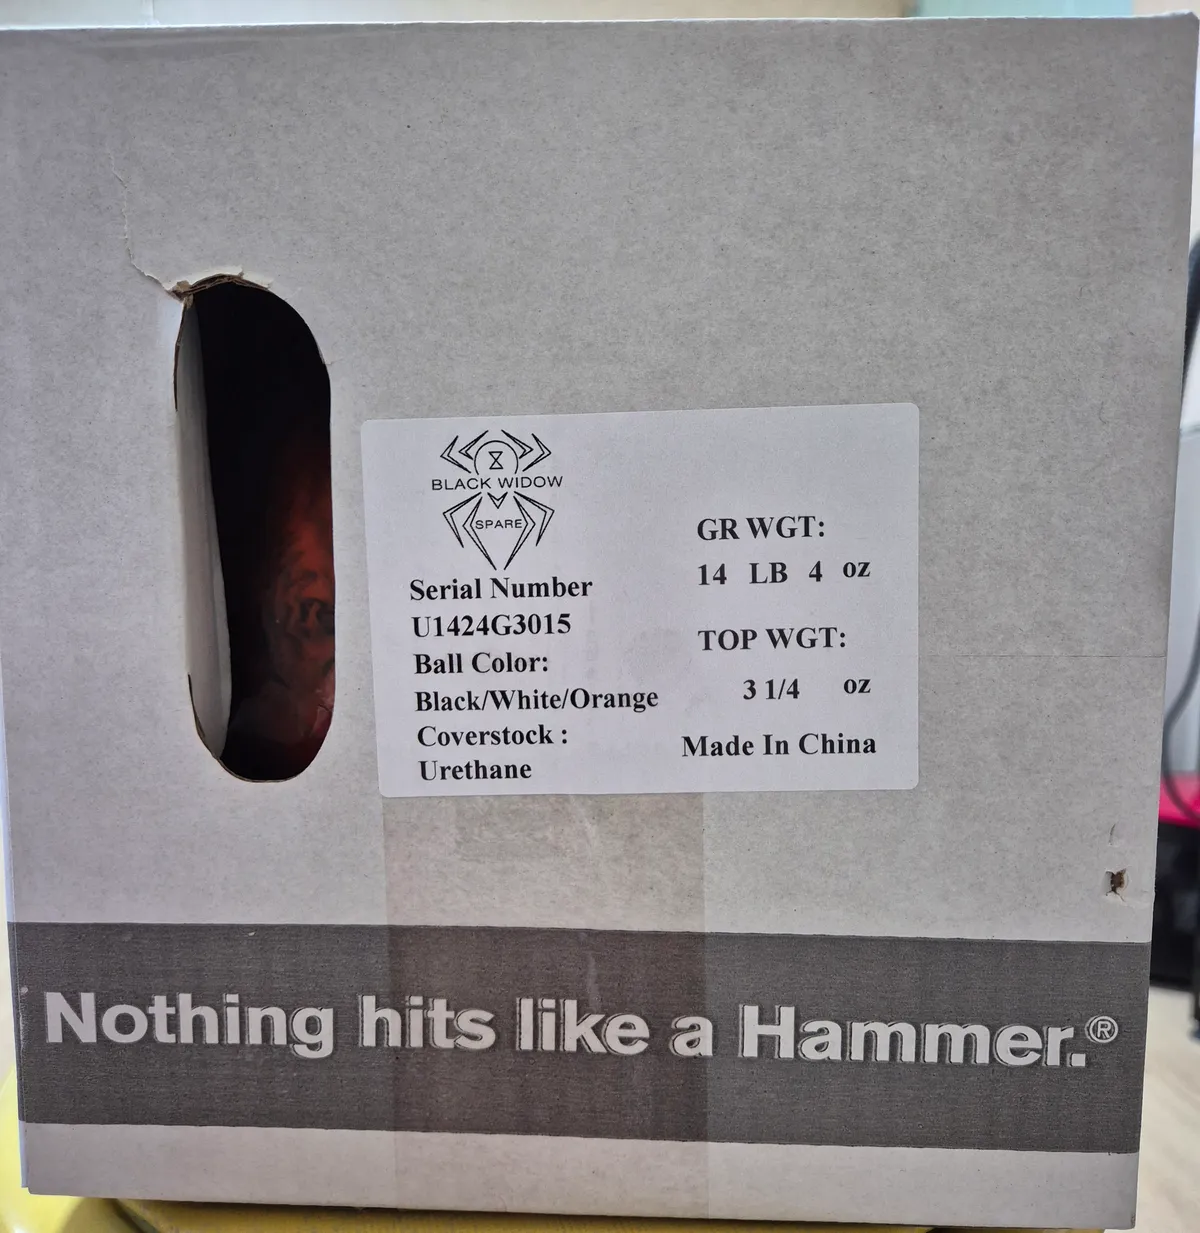 BLACK WIDOW
SPARE
Serial Number
U1424G3015
Ball Color:
Black/White/Orange
Coverstock :
Urethane
GR WGT:
14 LB 4 oz
TOP WGT:
3 1/4 oz
Made In China
Nothing hits like a Hammer.®